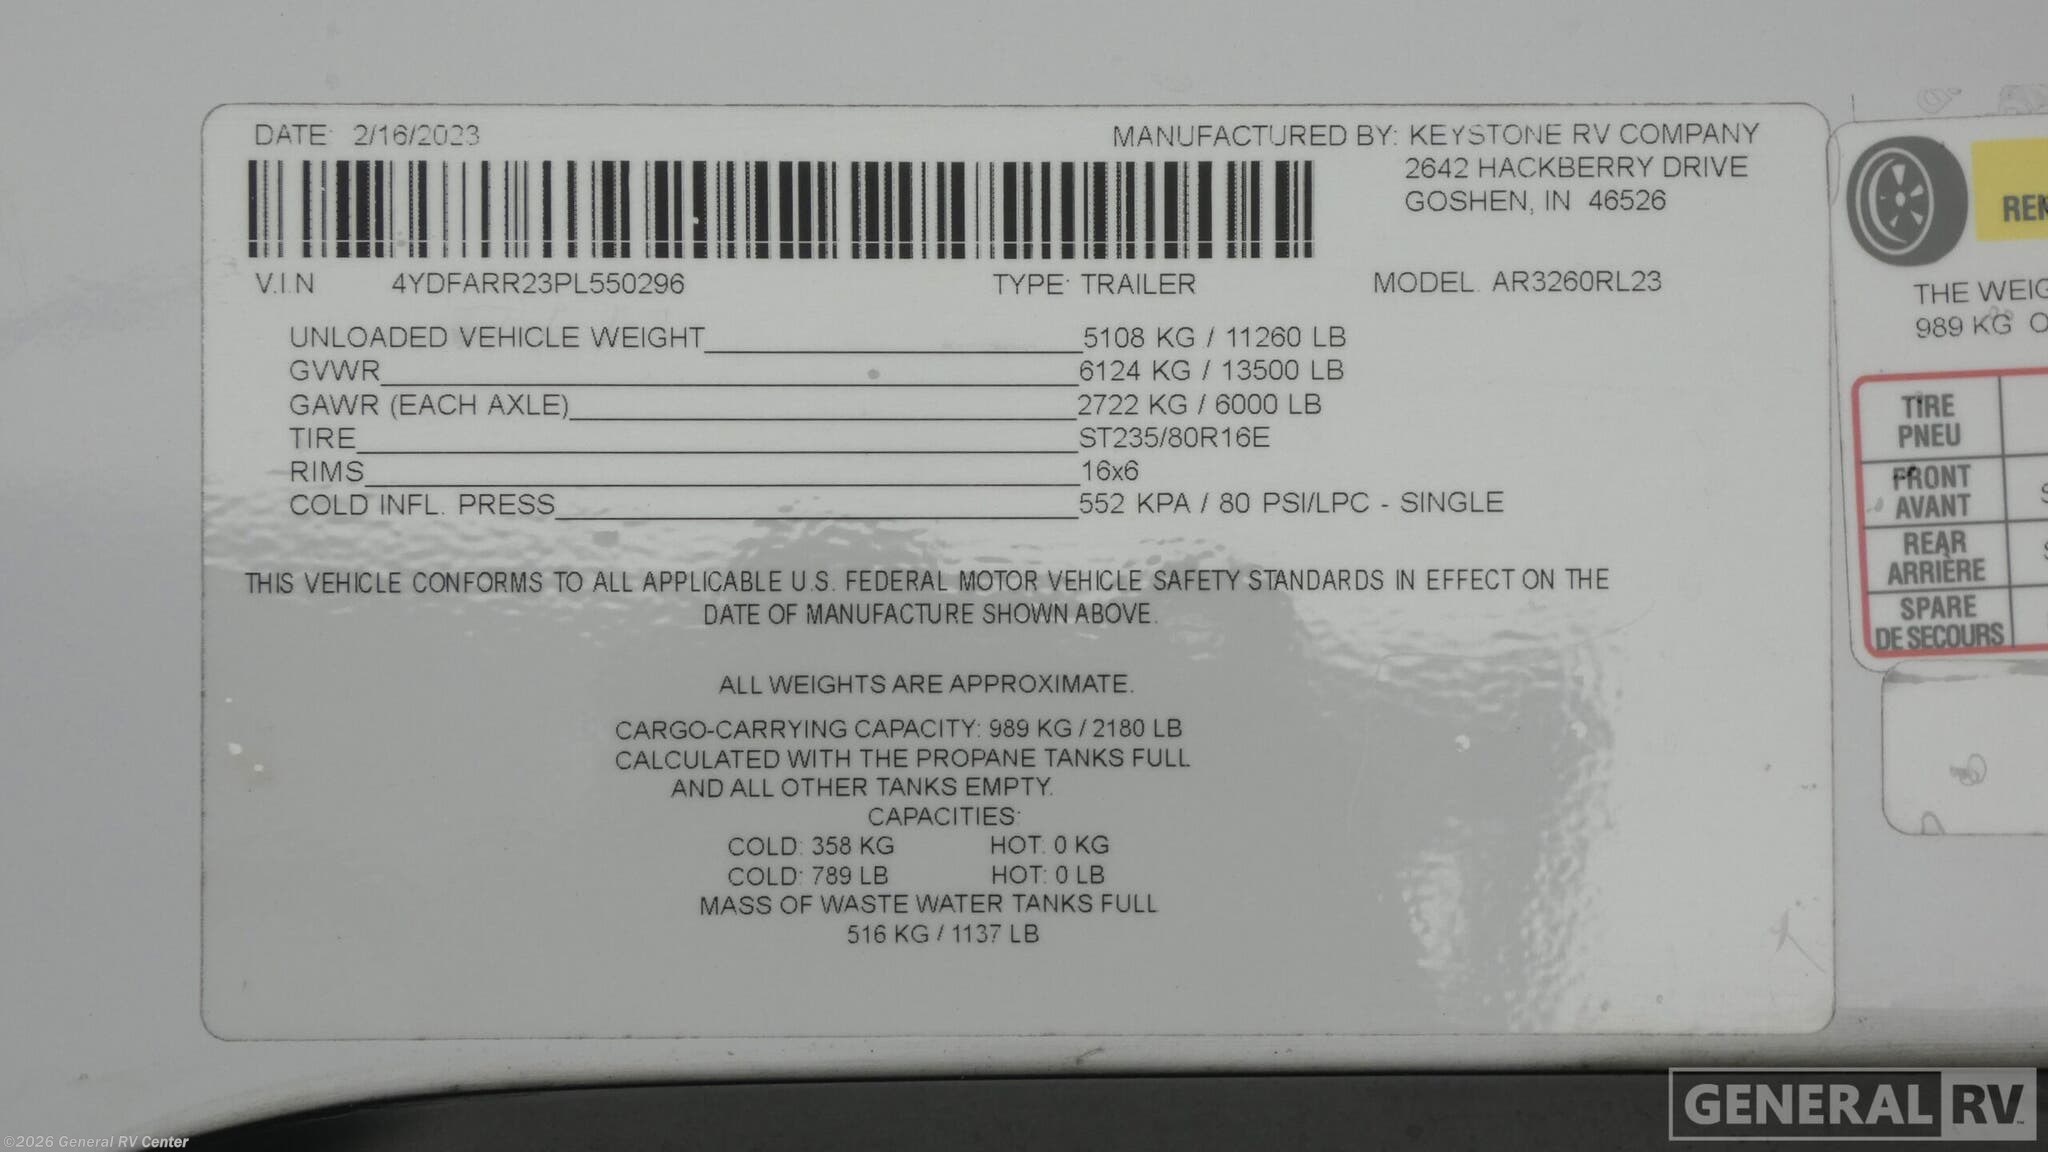 DATE: 2/16/2023
MANUFACTURED BY: KEYSTONE RV COMPANY
2642 HACKBERRY DRIVE
GOSHEN, IN 46526
V.I.N 4YDFARR23PL550296 TYPE: TRAILER MODEL. AR3260RL23
UNLOADED VEHICLE WEIGHT 5108 KG / 11260 LB
GVWR 6124 KG / 13500 LB
GAWR (EACH AXLE) 2722 KG / 6000 LB
TIRE ST235/80R16E
RIMS 16x6
COLD INFL. PRESS 552 KPA / 80 PSI/LPC - SINGLE
THIS VEHICLE CONFORMS TO ALL APPLICABLE U.S. FEDERAL MOTOR VEHICLE SAFETY STANDARDS IN EFFECT ON THE
DATE OF MANUFACTURE SHOWN ABOVE.
ALL WEIGHTS ARE APPROXIMATE.
CARGO-CARRYING CAPACITY: 989 KG / 2180 LB
CALCULATED WITH THE PROPANE TANKS FULL
AND ALL OTHER TANKS EMPTY.
CAPACITIES:
COLD: 358 KG HOT: 0 KG
COLD: 789 LB HOT: 0 LB
MASS OF WASTE WATER TANKS FULL
516 KG / 1137 LB
THE
989 KG
TIRE
PNEU
FRONT
AVANT
REAR
ARRIÈRE
SPARE
DE SECOURS
GENERAL RV
©2026 General RV Center